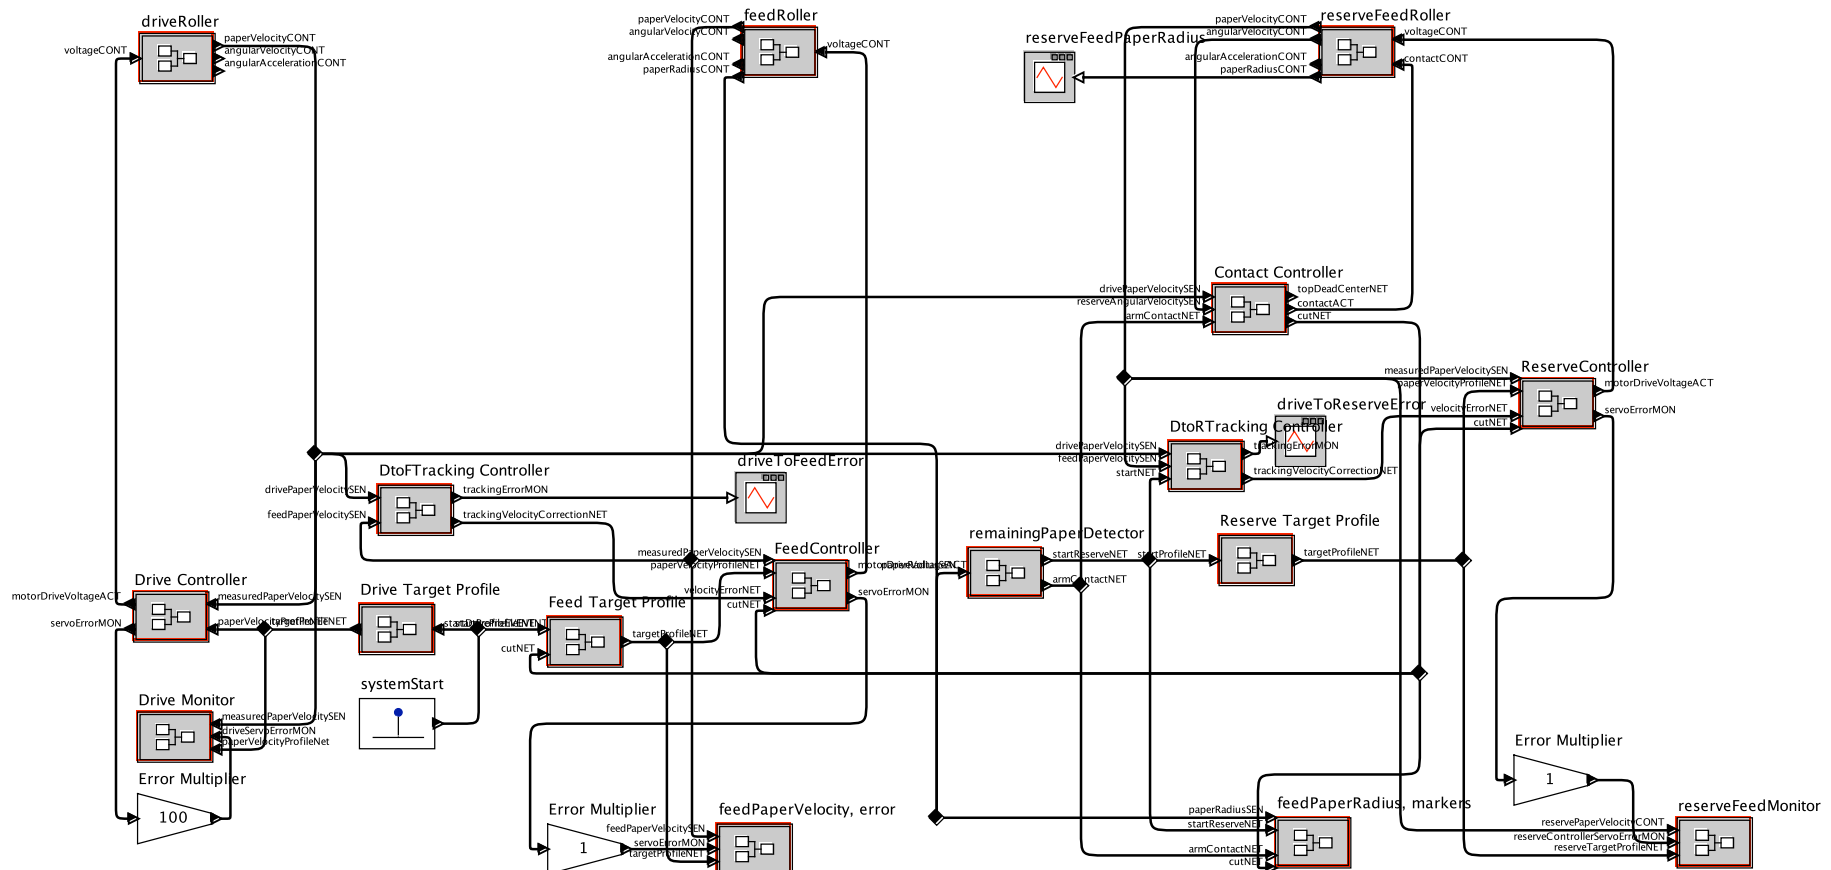 driveRoller
voltageCONT
paperVelocityCONT
angularVelocityCONT
angularAccelerationCONT
feedRoller
paperVelocityCONT
angularVelocityCONT
angularAccelerationCONT
paperRadiusCONT
voltageCONT
reserveFeedPaperRadius
reserveFeedRoller
paperVelocityCONT
angularVelocityCONT
angularAccelerationCONT
paperRadiusCONT
voltageCONT
contactCONT
Contact Controller
drivePaperVelocitySEN
reserveAngularVelocitySEN
armContactNET
topDeadCenterNET
contactACT
cutNET
ReserveController
measuredPaperVelocitySEN
paperVelocityProfileNET
velocityErrorNET
cutNET
motorDriveVoltageACT
servoErrorMON
driveToReserveError
DtoRTracking Controller
drivePaperVelocitySEN
feedPaperVelocitySEN
startNET
trackingErrorMON
trackingVelocityCorrectionNET
DtoFTracking Controller
drivePaperVelocitySEN
feedPaperVelocitySEN
trackingErrorMON
trackingVelocityCorrectionNET
driveToFeedError
FeedController
measuredPaperVelocitySEN
paperVelocityProfileNET
velocityErrorNET
cutNET
servoErrorMON
remainingPaperDetector
startReserveNET
armContactNET
Reserve Target Profile
startProfileNET
targetProfileNET
Drive Controller
motorDriveVoltageACT
servoErrorMON
measuredPaperVelocitySEN
Drive Target Profile
Feed Target Profile
cutNET
targetProfileNET
systemStart
Drive Monitor
measuredPaperVelocitySEN
driveServoErrorMON
paperVelocityProfileNet
Error Multiplier
100
Error Multiplier
1
feedPaperVelocity, error
feedPaperVelocitySEN
servoErrorMON
targetProfileNET
feedPaperRadius, markers
paperRadiusSEN
startReserveNET
armContactNET
cutNET
Error Multiplier
1
reserveFeedMonitor
reservePaperVelocityCONT
reserveControllerServoErrorMON
reserveTargetProfileNET